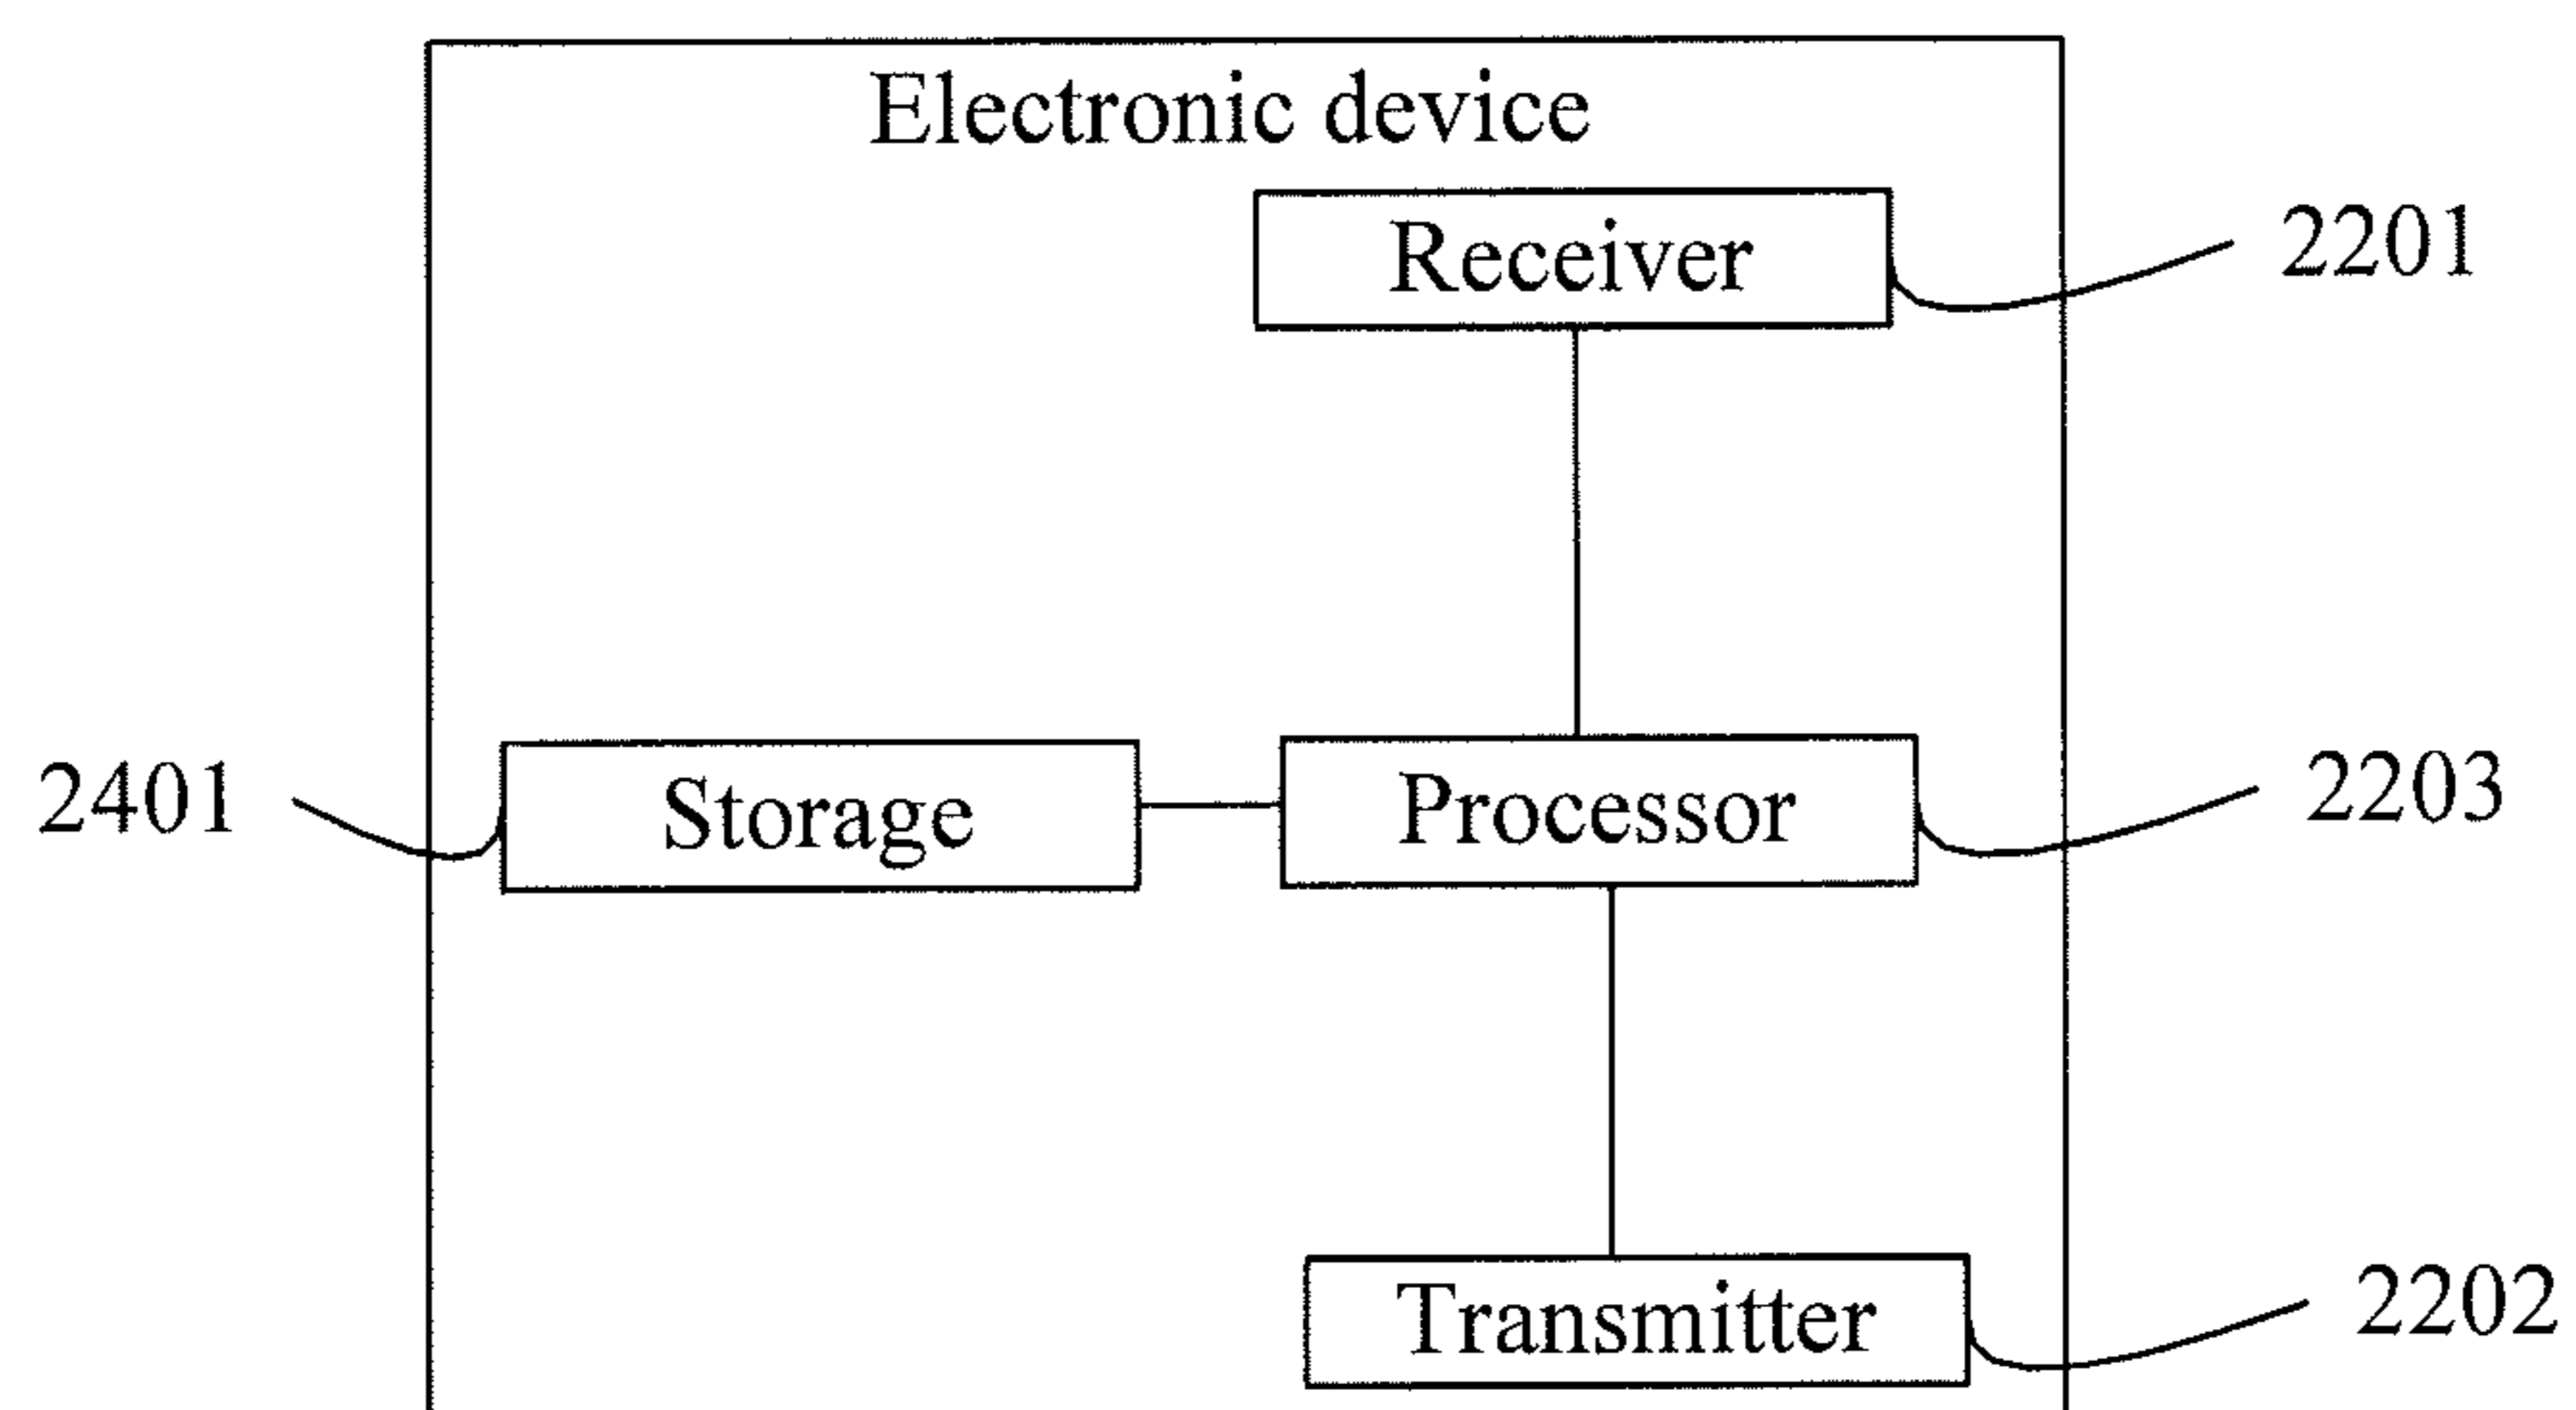 Electronic device
Receiver
2201
2401
Storage
Processor
2203
Transmitter
2202